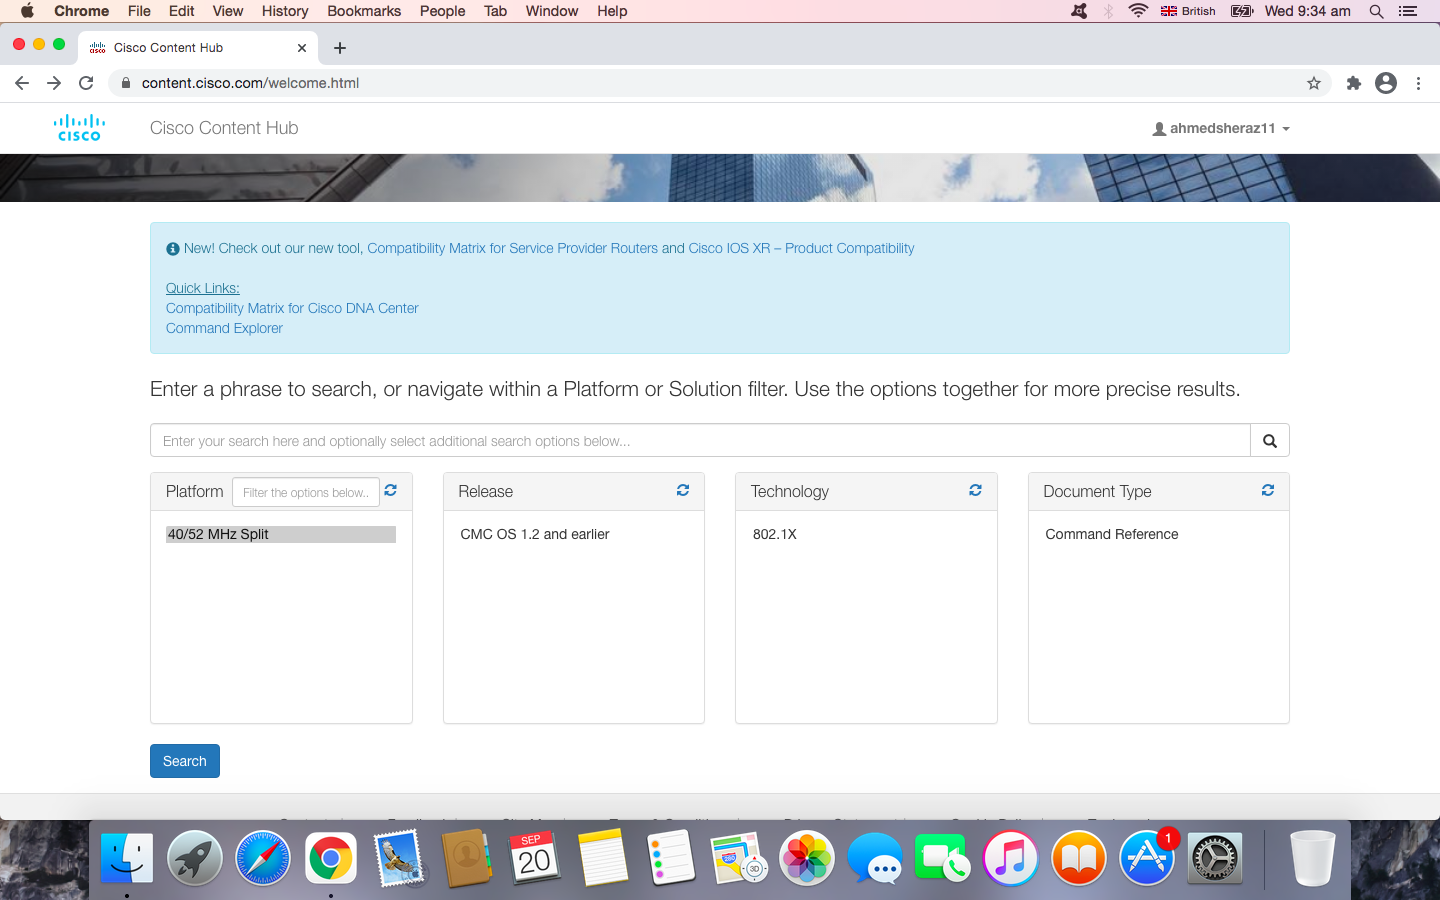 Chrome File Edit View History Bookmarks People Tab Window Help British Wed 9:34 am
Cisco Content Hub
content.cisco.com/welcome.html
CISCO Cisco Content Hub ahmedsheraz11
New! Check out our new tool, Compatibility Matrix for Service Provider Routers and Cisco IOS XR – Product Compatibility
Quick Links:
Compatibility Matrix for Cisco DNA Center
Command Explorer
Enter a phrase to search, or navigate within a Platform or Solution filter. Use the options together for more precise results.
Enter your search here and optionally select additional search options below...
Platform Filter the options below.. Release Technology Document Type
40/52 MHz Split CMC OS 1.2 and earlier 802.1X Command Reference
Search
SEP
20
280
3D
1